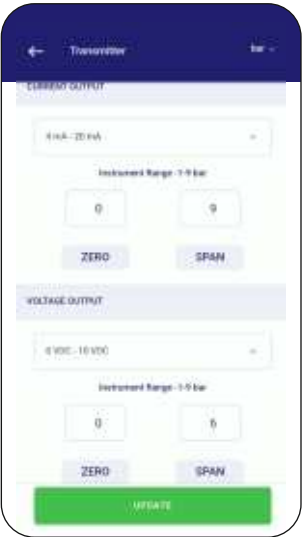 Transmitter
bar
CURRENT OUTPUT
4 mA - 20 mA
Instrument Range -1-9 bar
0 9
ZERO SPAN
VOLTAGE OUTPUT
0 VDC - 10 VDC
Instrument Range -1-9 bar
0 6
ZERO SPAN
UPDATE